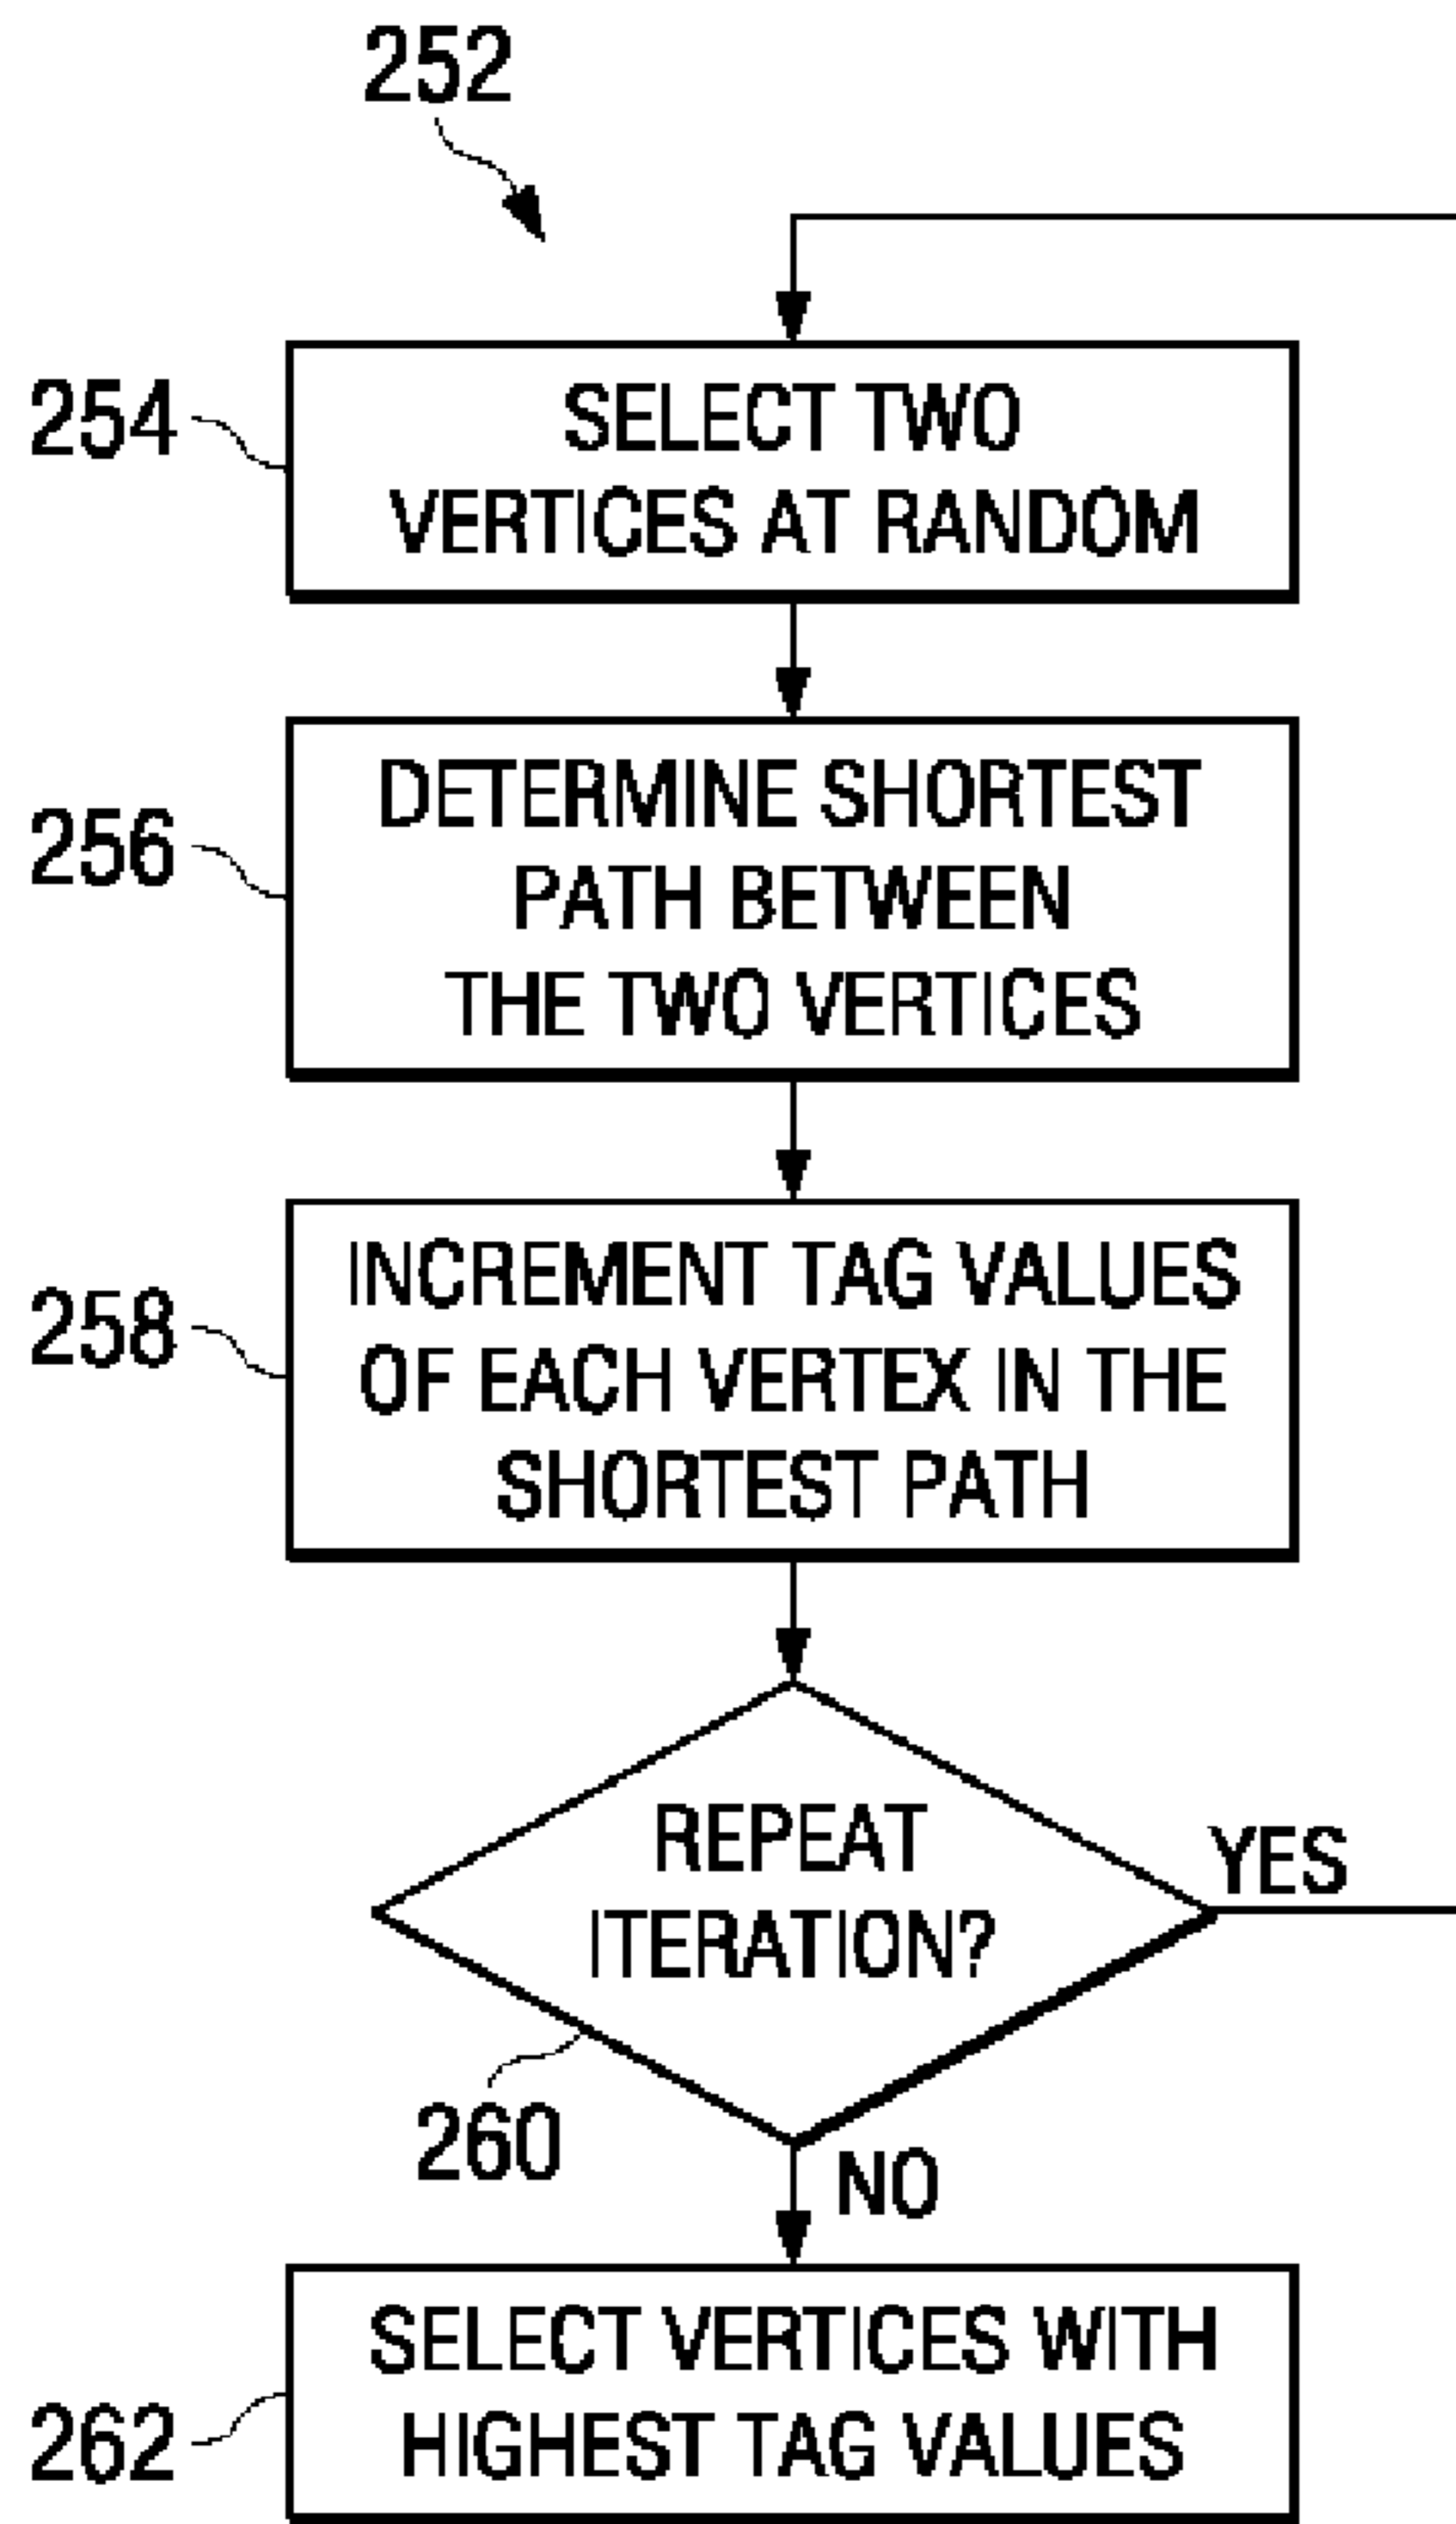 252
254
SELECT TWO
VERTICES AT RANDOM
256
DETERMINE SHORTEST
PATH BETWEEN
THE TWO VERTICES
258
INCREMENT TAG VALUES
OF EACH VERTEX IN THE
SHORTEST PATH
REPEAT
ITERATION?
YES
260
NO
262
SELECT VERTICES WITH
HIGHEST TAG VALUES